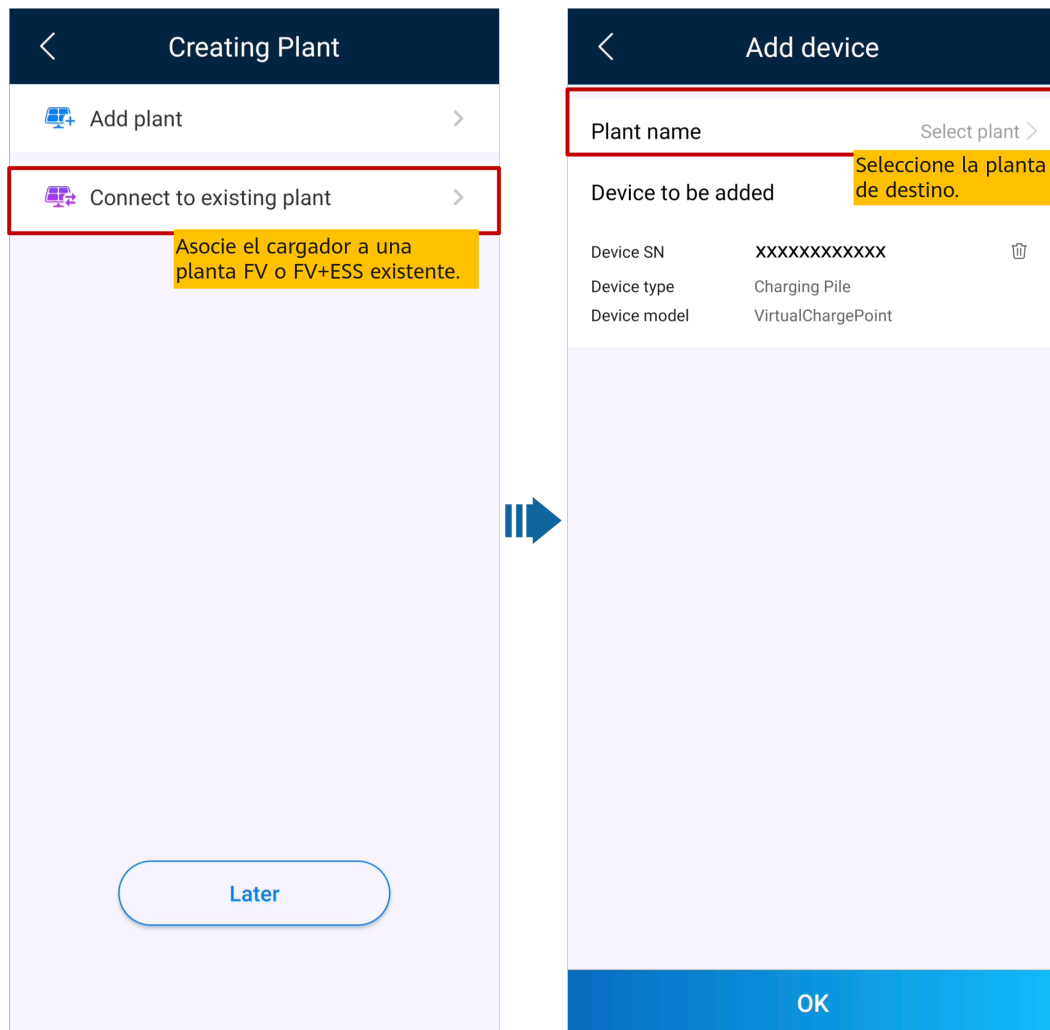 Creating Plant
Add plant
Connect to existing plant
Asocie el cargador a una
planta FV o FV+ESS existente.
Later
Add device
Plant name
Select plant
Seleccione la planta
de destino.
Device to be added
Device SN XXXXXXXXXXXX
Device type Charging Pile
Device model VirtualChargePoint
OK